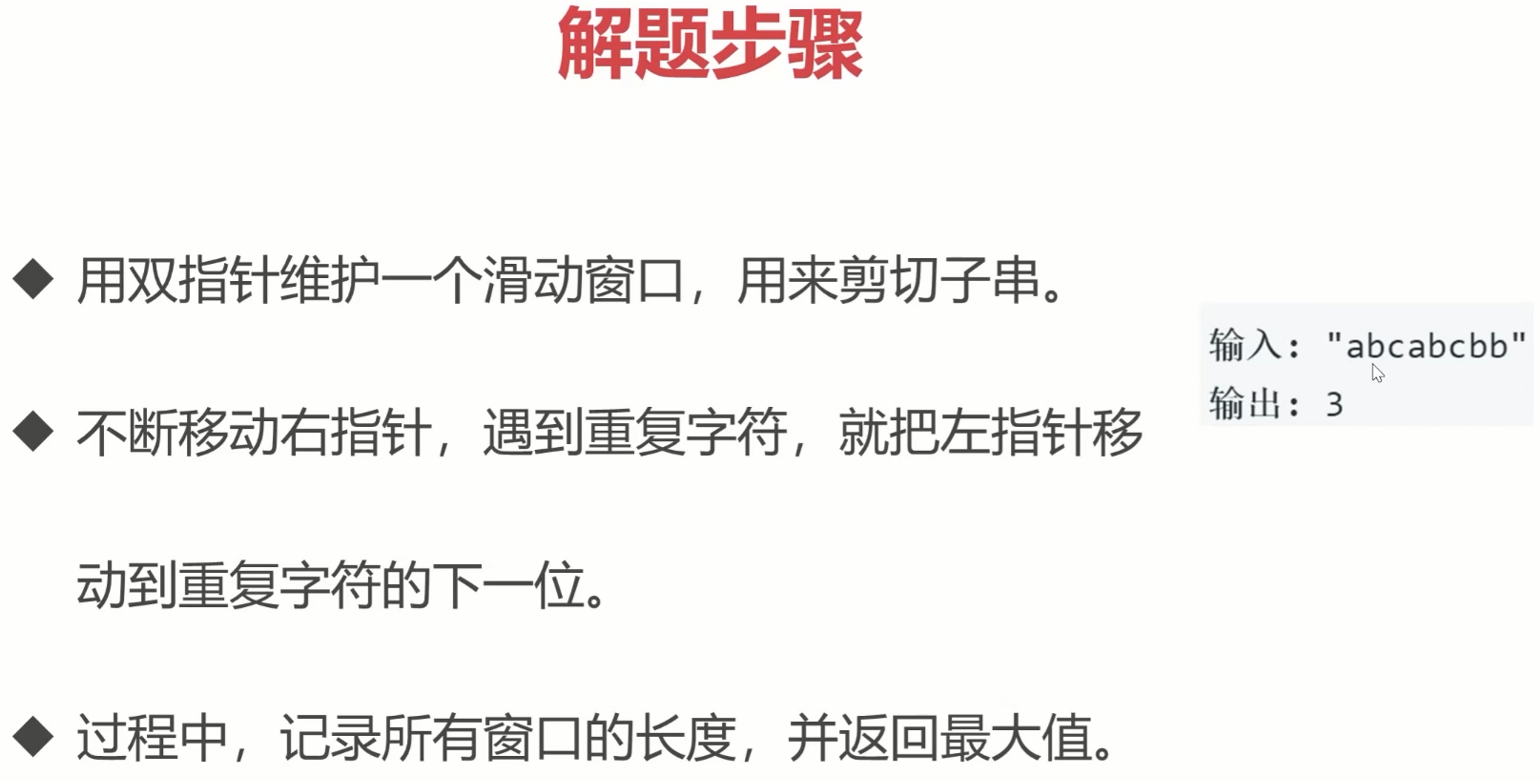 解题步骤
◆ 用双指针维护一个滑动窗口，用来剪切子串。
输入: "abcabcbb"
输出: 3
◆ 不断移动右指针，遇到重复字符，就把左指针移
动到重复字符的下一位。
◆ 过程中，记录所有窗口的长度，并返回最大值。